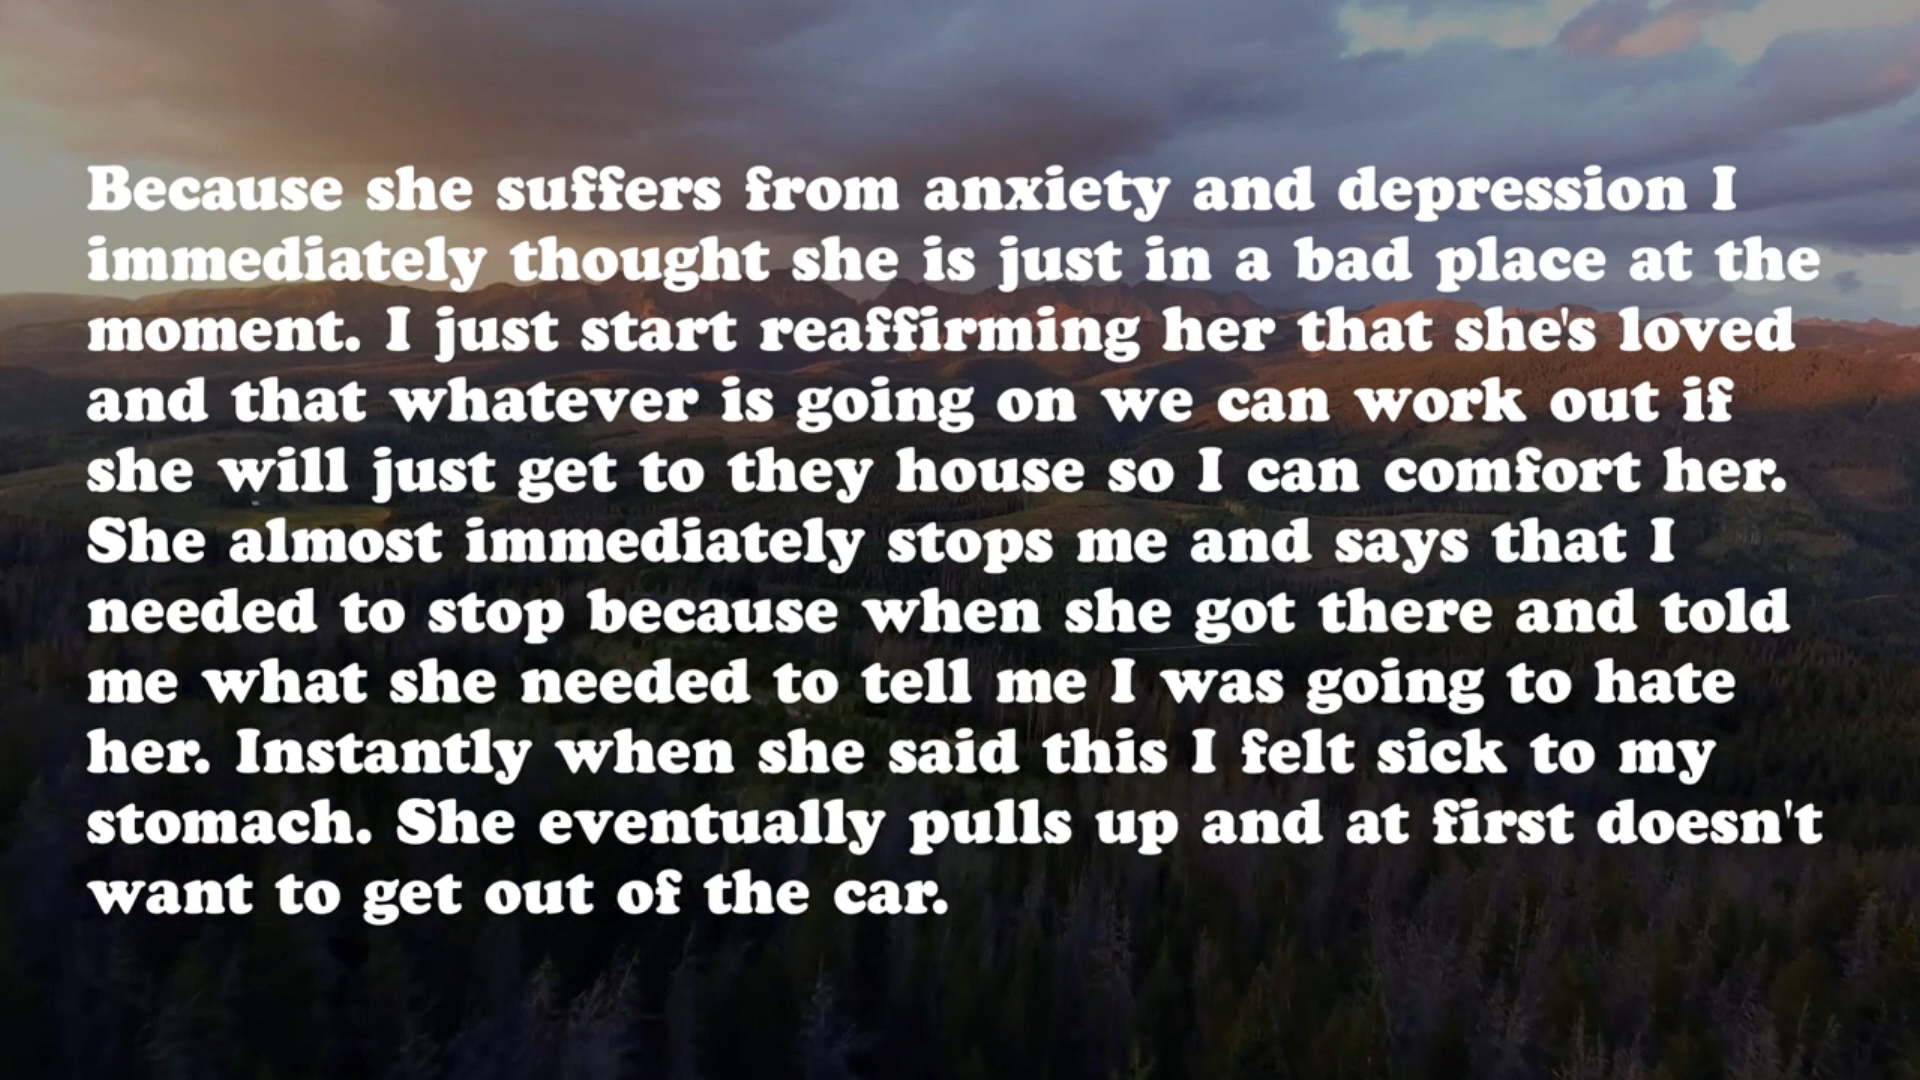 Because she suffers from anxiety and depression I
immediately thought she is just in a bad place at the
moment. I just start reaffirming her that she's loved
and that whatever is going on we can work out if
she will just get to they house so I can comfort her.
She almost immediately stops me and says that I
needed to stop because when she got there and told
me what she needed to tell me I was going to hate
her. Instantly when she said this I felt sick to my
stomach. She eventually pulls up and at first doesn't
want to get out of the car.